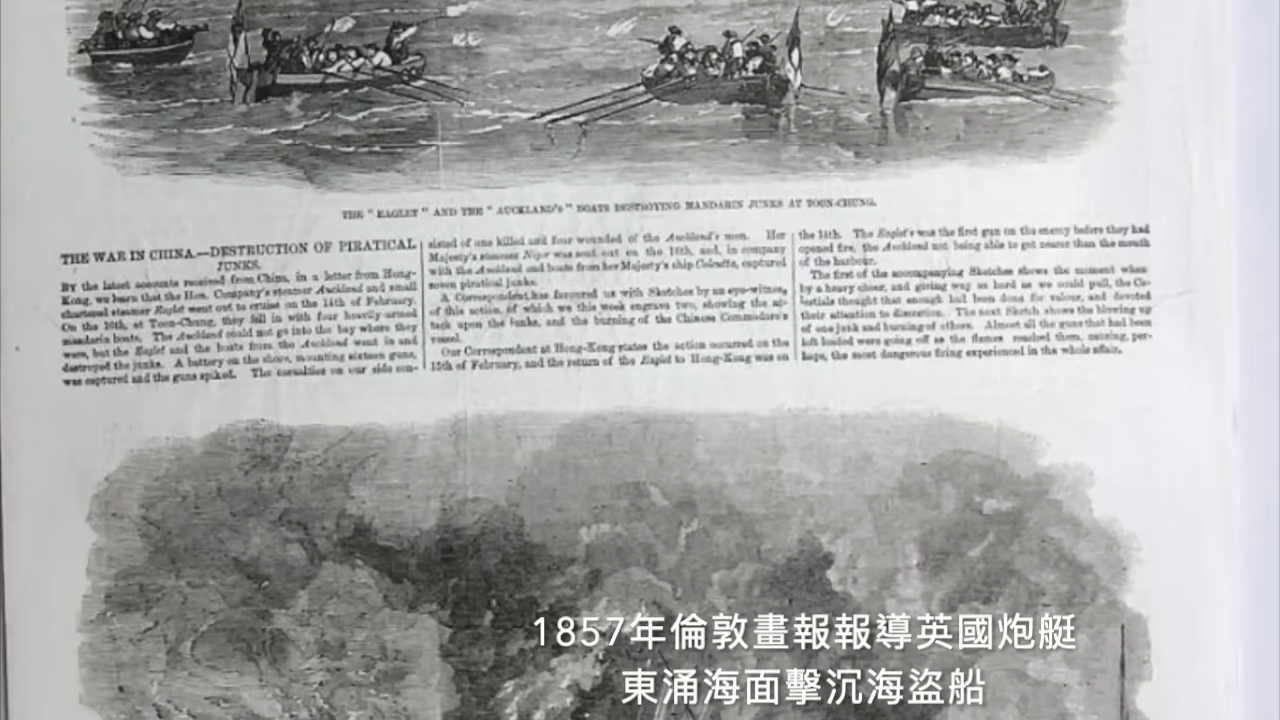 THE "EAGLET" AND THE "AUCKLAND'S" BOATS DESTROYING MANDARIN JUNKS AT TOON-CHUNG.
THE WAR IN CHINA.—DESTRUCTION OF PIRATICAL
JUNKS.
By the latest accounts received from China, in a letter from Hong-
Kong, we learn that the Hon. Company's steamer Auckland and small
chartered steamer Eaglet went out to cruise on the 14th of February.
On the 16th, at Toon-Chung, they fell in with four heavily-armed
mandarin boats. The Auckland could not go into the bay where they
were, but the Eaglet and the boats from the Auckland went in and
destroyed the junks. A battery on the shore, mounting sixteen guns,
was captured and the guns spiked. The casualties on our side con-
sisted of one killed and four wounded of the Auckland's men. Her
Majesty's steamer Niger was sent out on the 16th, and, in company
with the Auckland and boats from her Majesty's ship Calcutta, captured
seven piratical junks.
A Correspondent has favoured us with Sketches by an eye-witness,
of this action, of which we this week engrave two, showing the at-
tack upon the junks, and the burning of the Chinese Commodore's
vessel.
Our Correspondent at Hong-Kong states the action occurred on the
15th of February, and the return of the Eaglet to Hong-Kong was on
the 16th. The Eaglet's was the first gun on the enemy before they had
opened fire, the Auckland not being able to get nearer than the mouth
of the harbour.
The first of the accompanying Sketches shows the moment when
by a heavy cheer, and giving way as hard as we could pull, the Ce-
lestials thought that enough had been done for valour, and devoted
their attention to discretion. The next Sketch shows the blowing up
of one junk and burning of others. Almost all the guns that had been
left loaded were going off as the flames reached them, causing, per-
haps, the most dangerous firing experienced in the whole affair.
1857年倫敦畫報報導英國炮艇
東涌海面擊沉海盜船